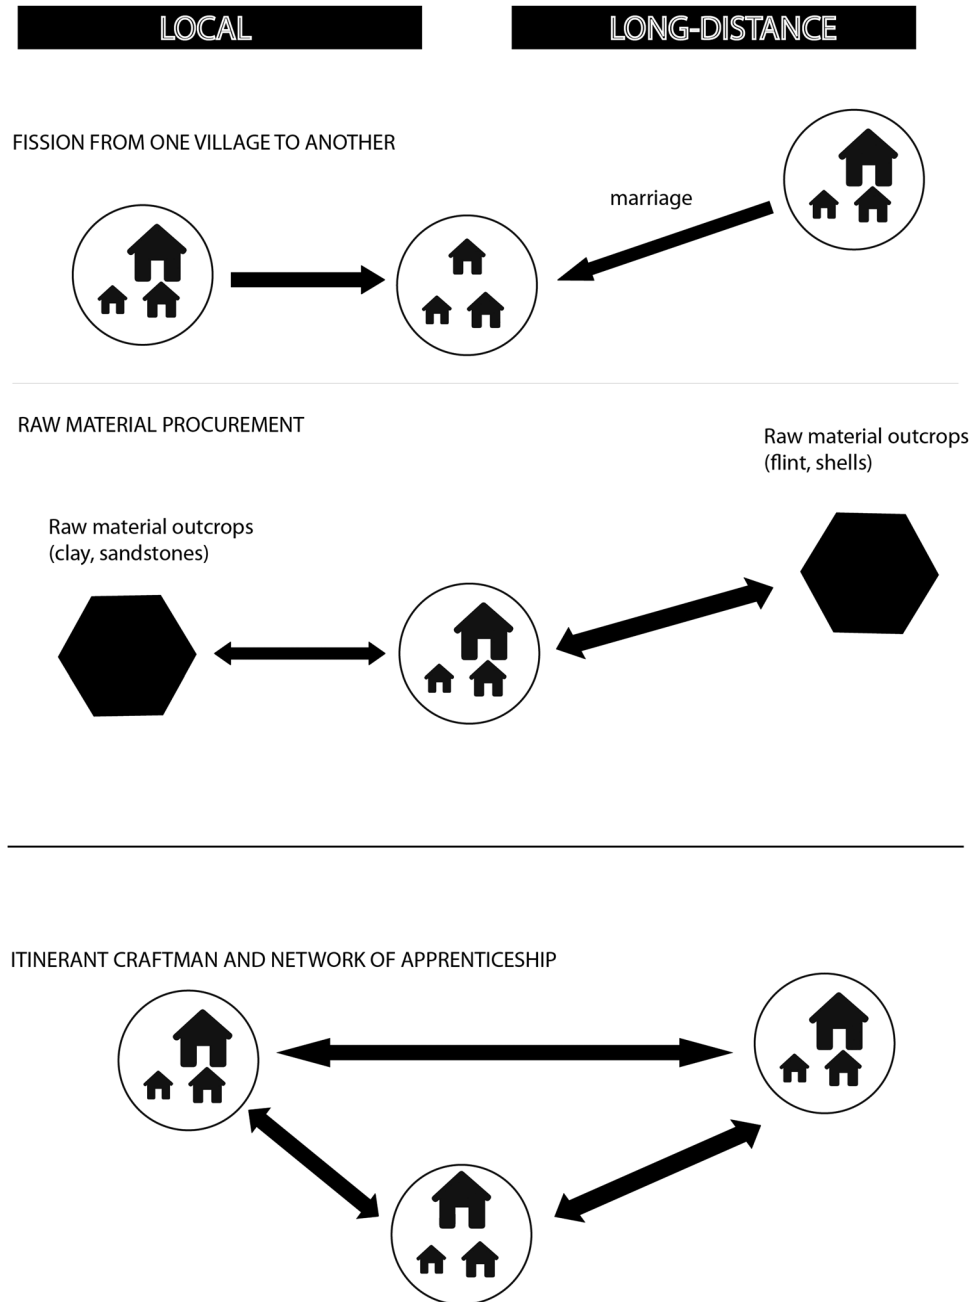 LOCAL
LONG-DISTANCE
FISSION FROM ONE VILLAGE TO ANOTHER
marriage
RAW MATERIAL PROCUREMENT
Raw material outcrops
(flint, shells)
Raw material outcrops
(clay, sandstones)
ITINERANT CRAFTMAN AND NETWORK OF APPRENTICESHIP